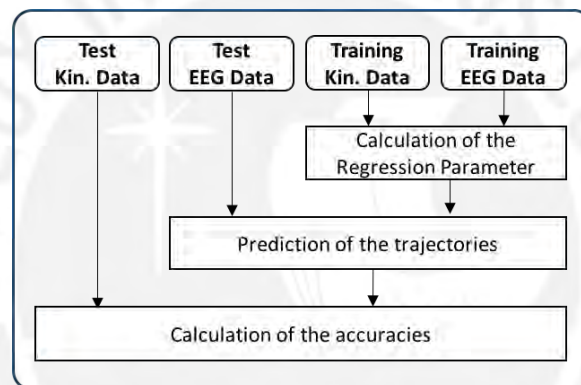 Test
Kin. Data
Test
EEG Data
Training
Kin. Data
Training
EEG Data
Calculation of the
Regression Parameter
Prediction of the trajectories
Calculation of the accuracies